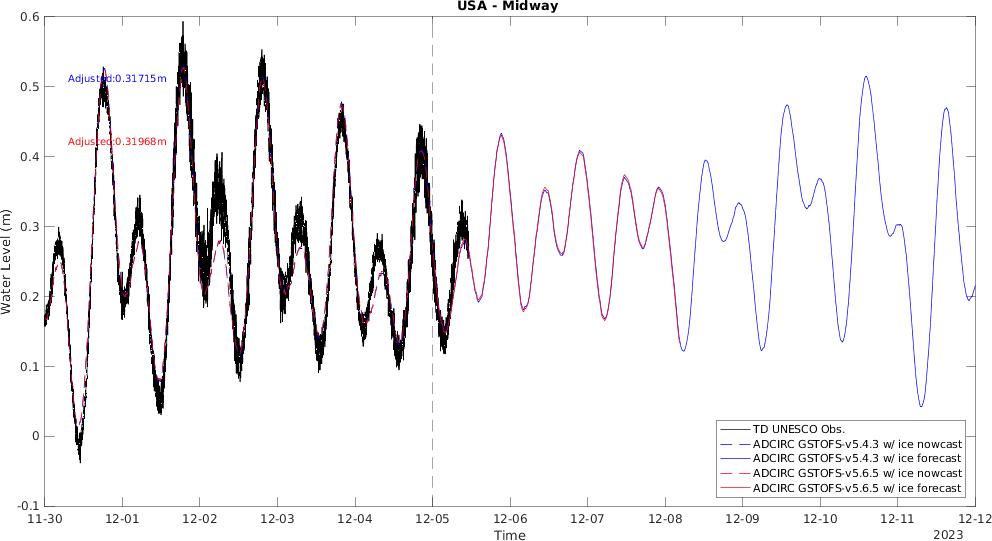 USA - Midway
0.6
0.5
0.4
0.3
0.2
0.1
0
-0.1
Water Level (m)
Adjusted:0.31715m
Adjusted:0.31968m
TD UNESCO Obs.
ADCIRC GSTOFS-v5.4.3 w/ ice nowcast
ADCIRC GSTOFS-v5.4.3 w/ ice forecast
ADCIRC GSTOFS-v5.6.5 w/ ice nowcast
ADCIRC GSTOFS-v5.6.5 w/ ice forecast
11-30 12-01 12-02 12-03 12-04 12-05 12-06 12-07 12-08 12-09 12-10 12-11 12-12
Time
2023